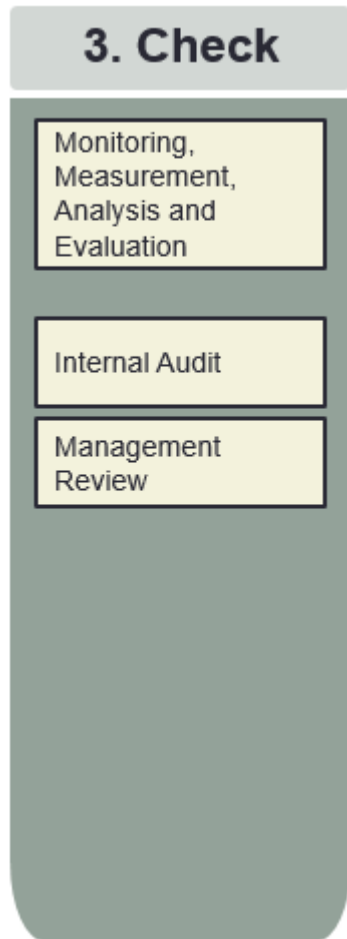 3. Check
Monitoring,
Measurement,
Analysis and
Evaluation
Internal Audit
Management
Review